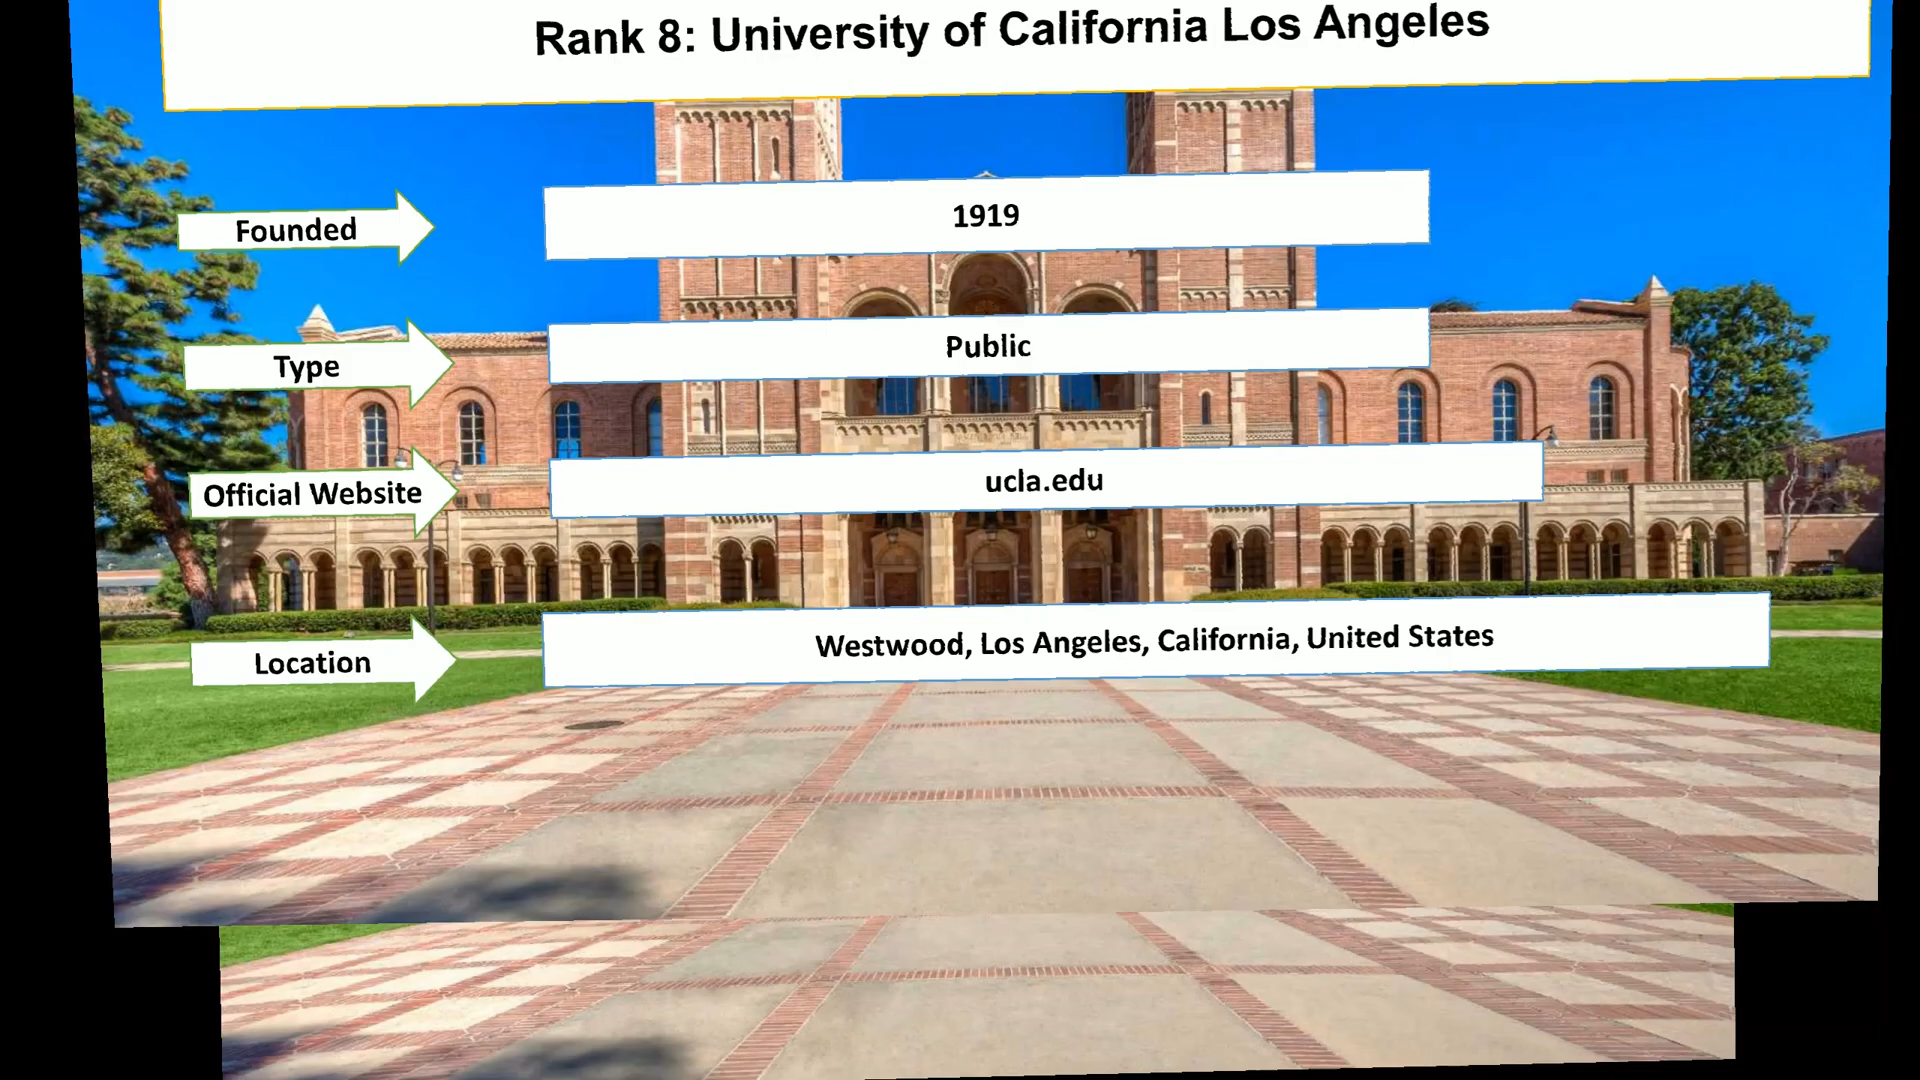 Rank 8: University of California Los Angeles
Founded
1919
Type
Public
Official Website
ucla.edu
Location
Westwood, Los Angeles, California, United States